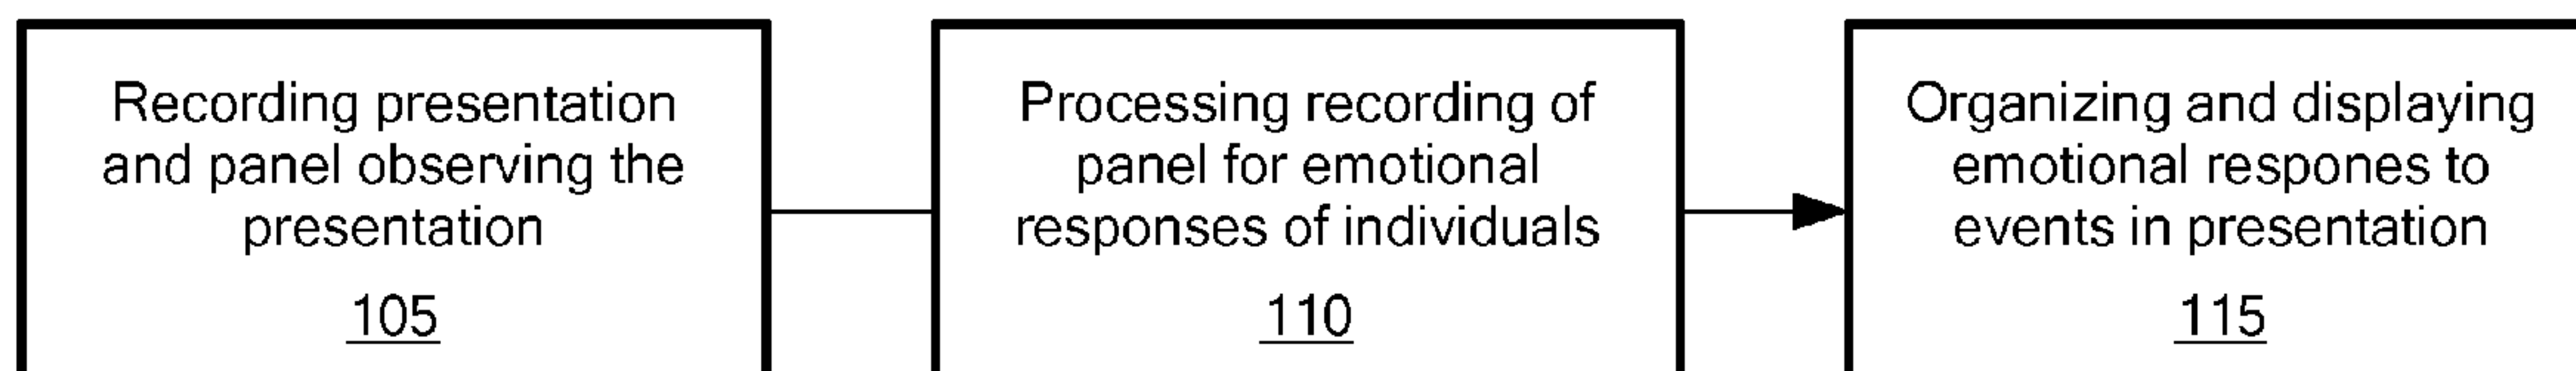 Recording presentation
and panel observing the
presentation
105
Processing recording of
panel for emotional
responses of individuals
110
Organizing and displaying
emotional respones to
events in presentation
115